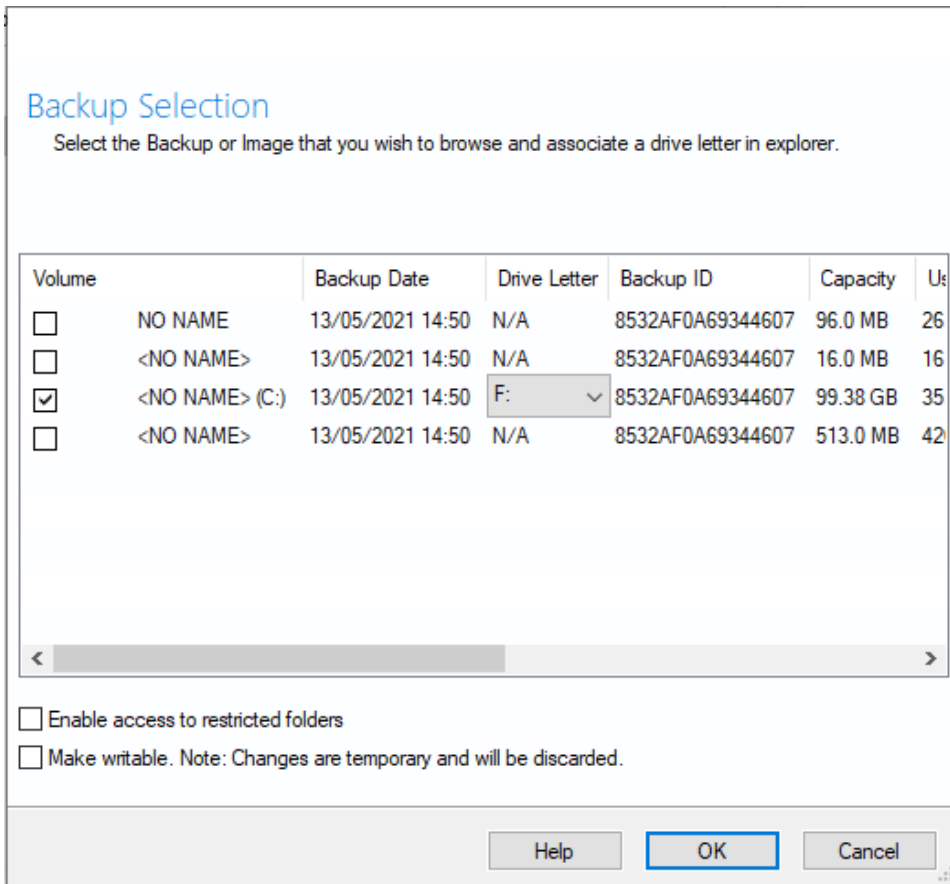 Backup Selection
Select the Backup or Image that you wish to browse and associate a drive letter in explorer.
Volume Backup Date Drive Letter Backup ID Capacity
NO NAME 13/05/2021 14:50 N/A 8532AF0A69344607 96.0 MB 26
<NO NAME> 13/05/2021 14:50 N/A 8532AF0A69344607 16.0 MB 16
<NO NAME> (C:) 13/05/2021 14:50 F: 8532AF0A69344607 99.38 GB 35
<NO NAME> 13/05/2021 14:50 N/A 8532AF0A69344607 513.0 MB
Enable access to restricted folders
Make writable. Note: Changes are temporary and will be discarded.
Help OK Cancel